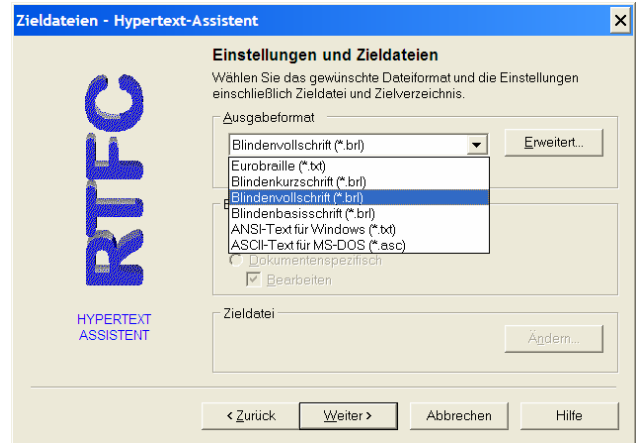 Zieldateien - Hypertext-Assistent
Einstellungen und Zieldateien
Wählen Sie das gewünschte Dateiformat und die Einstellungen
einschließlich Zieldatei und Zielverzeichnis.
Ausgabeformat
Blindenvollschrift (*.brl)
Erweitert...
Eurobraille (*.txt)
Blindenkurzschrift (*.brl)
Blindenvollschrift (*.brl)
Blindenbasisschrift (*.brl)
ANSI-Text für Windows (*.txt)
ASCII-Text für MS-DOS (*.asc)
Dokumentenspezifisch
Bearbeiten
RTFC
HYPERTEXT
ASSISTENT
Zieldatei
Ändern...
< Zurück
Weiter >
Abbrechen
Hilfe